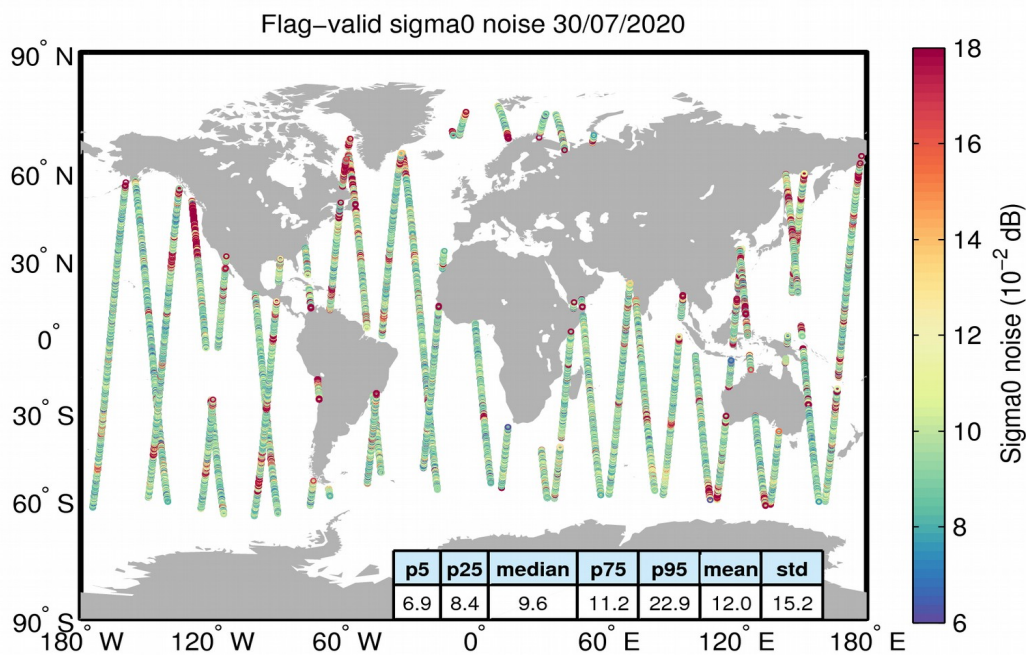 Flag−valid sigma0 noise 30/07/2020
90° N
60° N
30° N
0°
30° S
60° S
90° S
180° W
120° W
60° W
0°
60° E
120° E
180° E
p5 p25 median p75 p95 mean std
6.9 8.4 9.6 11.2 22.9 12.0 15.2
18
16
14
12
10
8
6
Sigma0 noise (10⁻² dB)